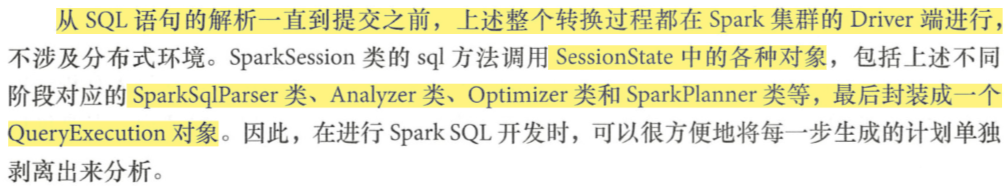 从 SQL 语句的解析一直到提交之前，上述整个转换过程都在 Spark 集群的 Driver 端进行，
不涉及分布式环境。SparkSession 类的 sql 方法调用 SessionState 中的各种对象，包括上述不同
阶段对应的 SparkSqlParser 类、Analyzer 类、Optimizer 类和 SparkPlanner 类等，最后封装成一个
QueryExecution 对象。因此，在进行 Spark SQL 开发时，可以很方便地将每一步生成的计划单独
剥离出来分析。